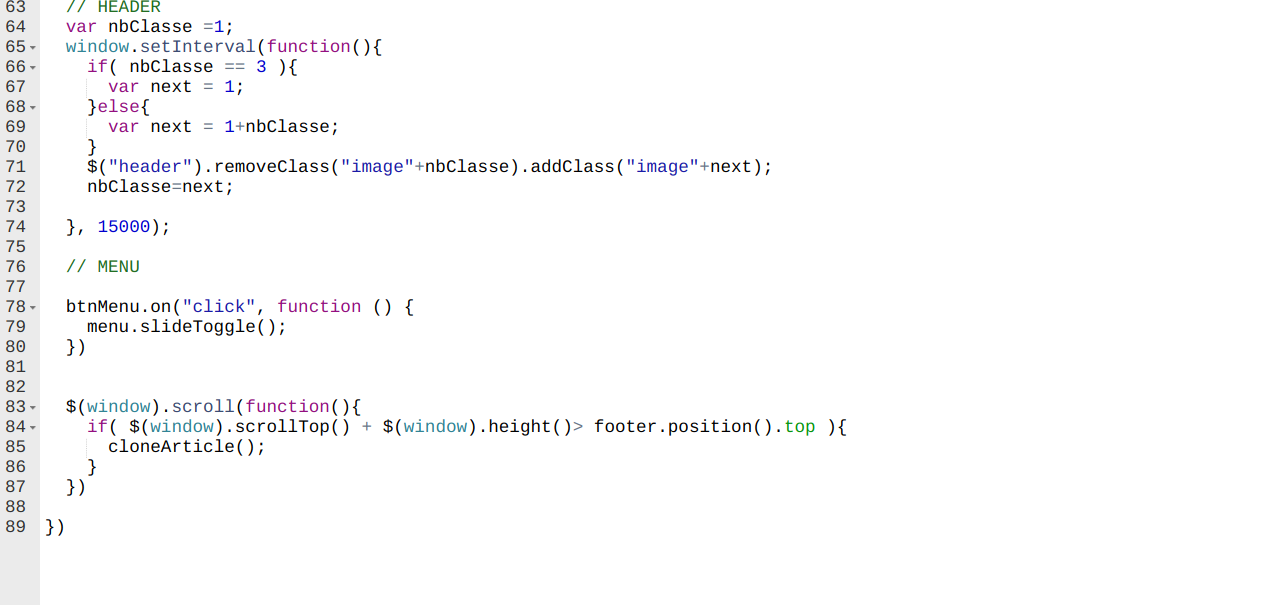 63 // HEADER
64 var nbClasse =1;
65 window.setInterval(function(){
66 if( nbClasse == 3 ){
67 var next = 1;
68 }else{
69 var next = 1+nbClasse;
70 }
71 $("header").removeClass("image"+nbClasse).addClass("image"+next);
72 nbClasse=next;
73
74 }, 15000);
75
76 // MENU
77
78 btnMenu.on("click", function () {
79 menu.slideToggle();
80 })
81
82
83 $(window).scroll(function(){
84 if( $(window).scrollTop() + $(window).height()> footer.position().top ){
85 cloneArticle();
86 }
87 })
88
89 })